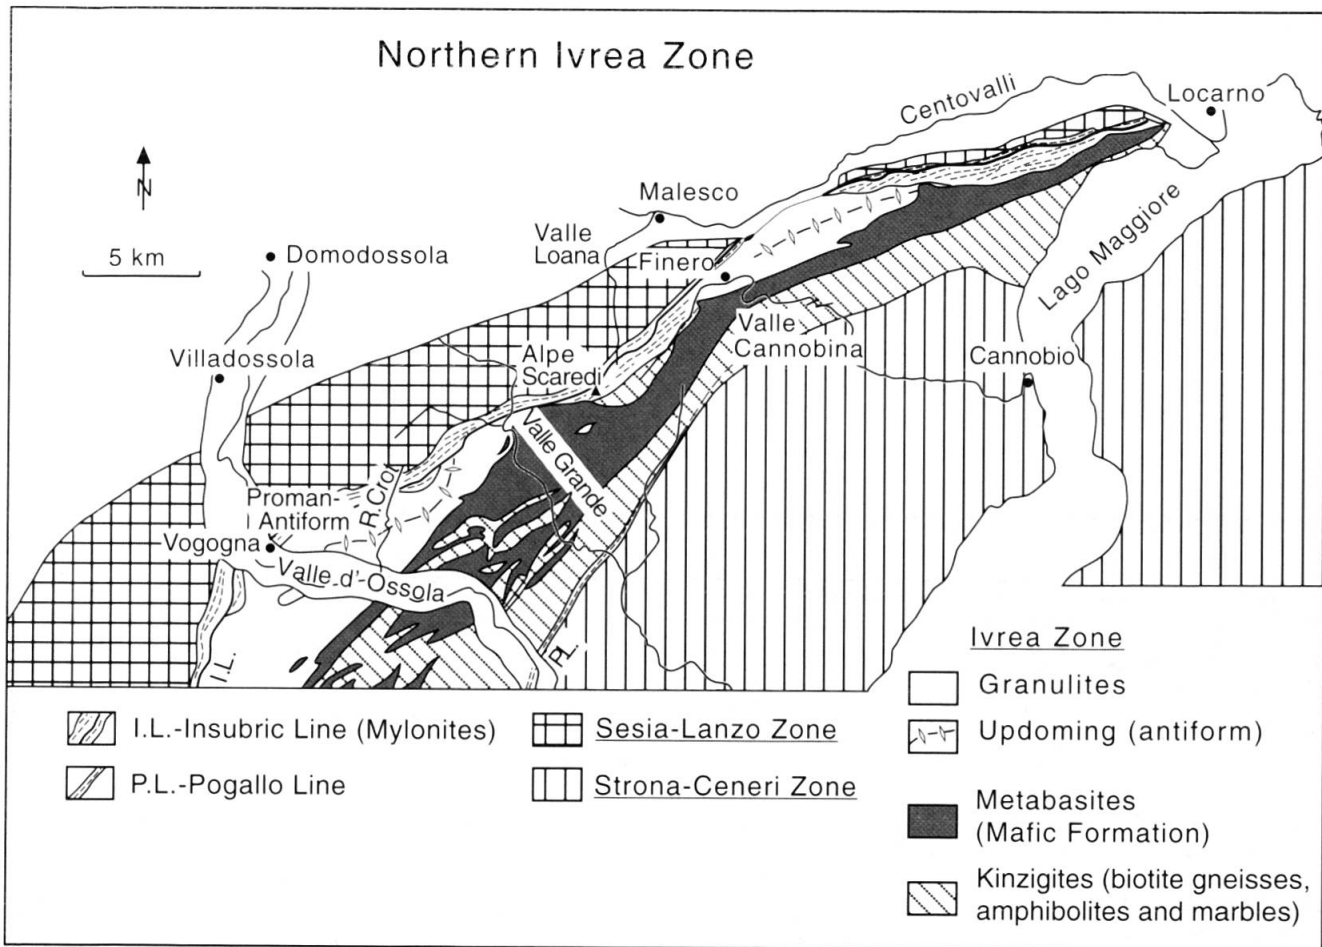 Northern Ivrea Zone
Centovalli
Locarno
N
Malesco
Valle
Loana
5 km
Domodossola
Finero
Lago Maggiore
Villadossola
Alpe
Scaredi
Valle
Cannobina
Cannobio
Valle Grande
R. Crot
Proman-
Antiform
Vogogna
Valle d'Ossola
I.L.
P.L.
Ivrea Zone
Granulites
I.L.-Insubric Line (Mylonites)
Sesia-Lanzo Zone
Updoming (antiform)
P.L.-Pogallo Line
Strona-Ceneri Zone
Metabasites
(Mafic Formation)
Kinzigites (biotite gneisses,
amphibolites and marbles)